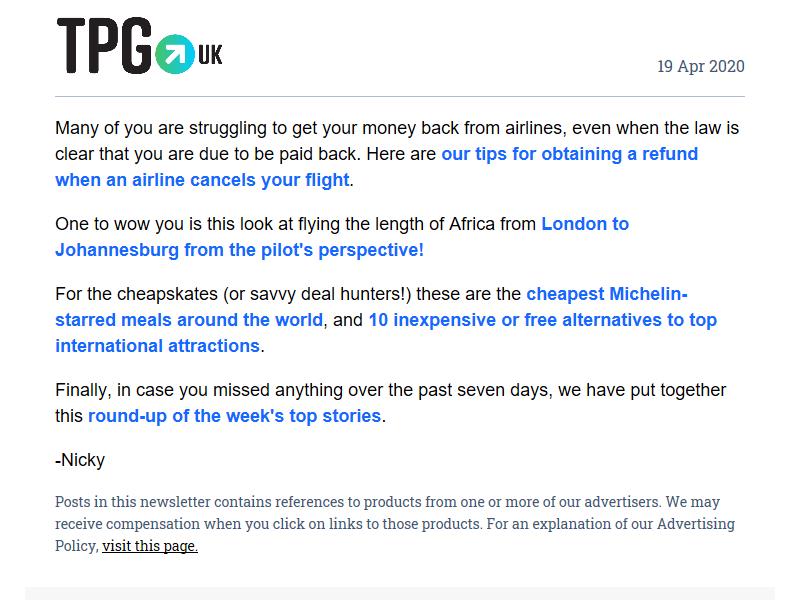 TPG UK
19 Apr 2020
Many of you are struggling to get your money back from airlines, even when the law is
clear that you are due to be paid back. Here are our tips for obtaining a refund
when an airline cancels your flight.
One to wow you is this look at flying the length of Africa from London to
Johannesburg from the pilot's perspective!
For the cheapskates (or savvy deal hunters!) these are the cheapest Michelin-
starred meals around the world, and 10 inexpensive or free alternatives to top
international attractions.
Finally, in case you missed anything over the past seven days, we have put together
this round-up of the week's top stories.
-Nicky
Posts in this newsletter contains references to products from one or more of our advertisers. We may
receive compensation when you click on links to those products. For an explanation of our Advertising
Policy, visit this page.